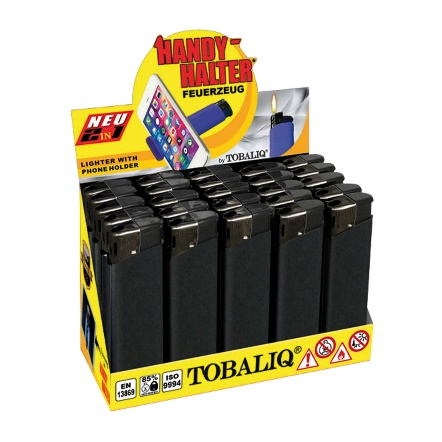 HANDY-
HALTER®
FEUERZEUG
NEU
2 IN 1
LIGHTER WITH
PHONE HOLDER
by TOBALIQ®
EN
13869
85%
ISO
9994
TOBALIQ®